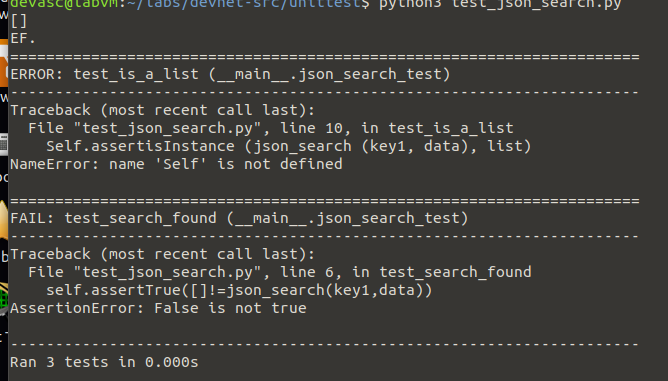 devasc@labvm:~/labs/devnet-src/unittest$ python3 test_json_search.py
[]
EF.
======================================================================
ERROR: test_is_a_list (__main__.json_search_test)
----------------------------------------------------------------------
Traceback (most recent call last):
  File "test_json_search.py", line 10, in test_is_a_list
    Self.assertisInstance (json_search (key1, data), list)
NameError: name 'Self' is not defined

======================================================================
FAIL: test_search_found (__main__.json_search_test)
----------------------------------------------------------------------
Traceback (most recent call last):
  File "test_json_search.py", line 6, in test_search_found
    self.assertTrue([]!=json_search(key1,data))
AssertionError: False is not true

----------------------------------------------------------------------
Ran 3 tests in 0.000s